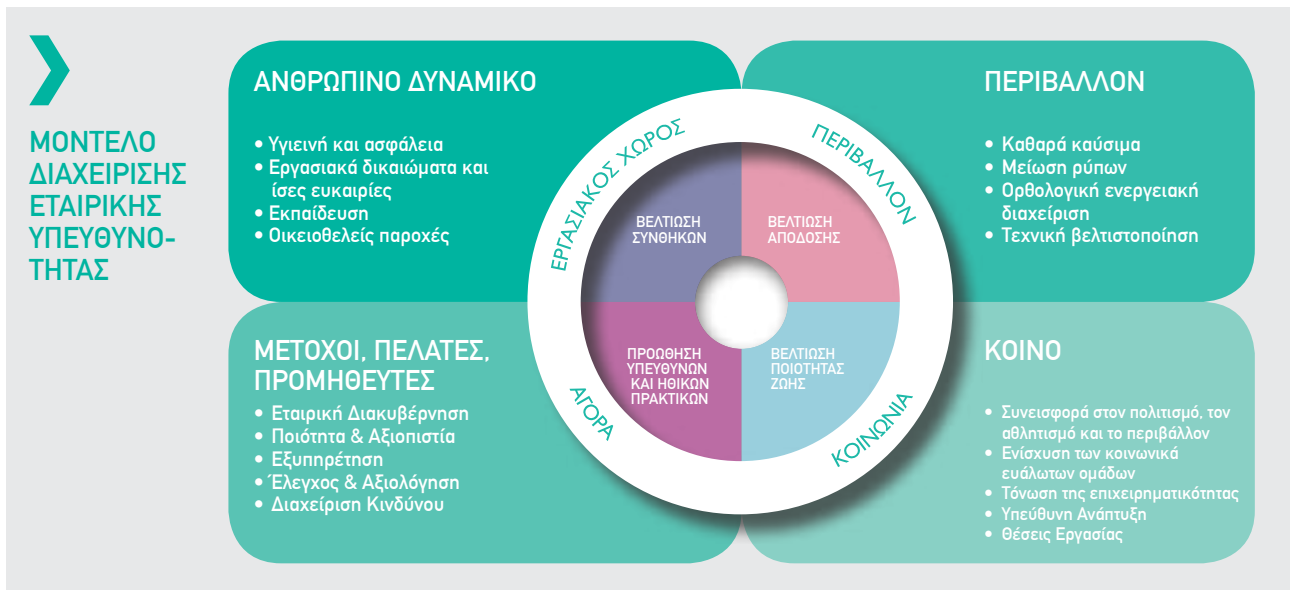 ΜΟΝΤΕΛΟ
ΔΙΑΧΕΙΡΙΣΗΣ
ΕΤΑΙΡΙΚΗΣ
ΥΠΕΥΘΥΝΟ-
ΤΗΤΑΣ
ΑΝΘΡΩΠΙΝΟ ΔΥΝΑΜΙΚΟ
• Υγιεινή και ασφάλεια
• Εργασιακά δικαιώματα και
ίσες ευκαιρίες
• Εκπαίδευση
• Οικειοθελείς παροχές
ΠΕΡΙΒΑΛΛΟΝ
• Καθαρά καύσιμα
• Μείωση ρύπων
• Ορθολογική ενεργειακή
διαχείριση
• Τεχνική βελτιστοποίηση
ΕΡΓΑΣΙΑΚΟΣ ΧΩΡΟΣ
ΠΕΡΙΒΑΛΛΟΝ
ΒΕΛΤΙΩΣΗ
ΣΥΝΘΗΚΩΝ
ΒΕΛΤΙΩΣΗ
ΑΠΟΔΟΣΗΣ
ΠΡΟΩΘΗΣΗ
ΥΠΕΥΘΥΝΩΝ
ΚΑΙ ΗΘΙΚΩΝ
ΠΡΑΚΤΙΚΩΝ
ΒΕΛΤΙΩΣΗ
ΠΟΙΟΤΗΤΑΣ
ΖΩΗΣ
ΑΓΟΡΑ
ΚΟΙΝΩΝΙΑ
ΜΕΤΟΧΟΙ, ΠΕΛΑΤΕΣ,
ΠΡΟΜΗΘΕΥΤΕΣ
• Εταιρική Διακυβέρνηση
• Ποιότητα & Αξιοπιστία
• Εξυπηρέτηση
• Έλεγχος & Αξιολόγηση
• Διαχείριση Κινδύνου
ΚΟΙΝΟ
• Συνεισφορά στον πολιτισμό, τον
αθλητισμό και το περιβάλλον
• Ενίσχυση των κοινωνικά
ευάλωτων ομάδων
• Τόνωση της επιχειρηματικότητας
• Υπεύθυνη Ανάπτυξη
• Θέσεις Εργασίας